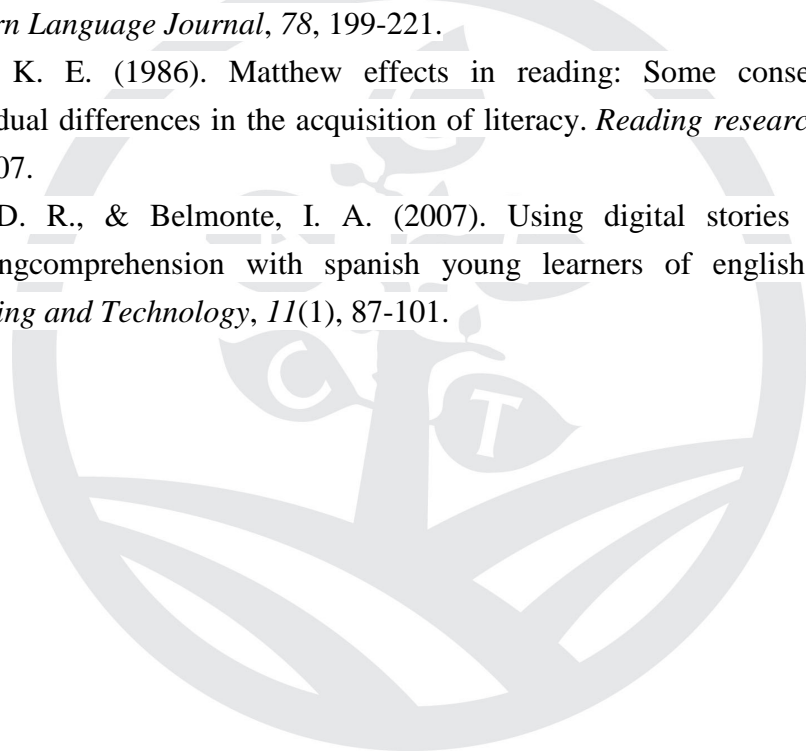 rn Language Journal, 78, 199-221.
K. E. (1986). Matthew effects in reading: Some conse
dual differences in the acquisition of literacy. Reading researc
07.
D. R., & Belmonte, I. A. (2007). Using digital stories
ngcomprehension with spanish young learners of english
ing and Technology, 11(1), 87-101.
C T